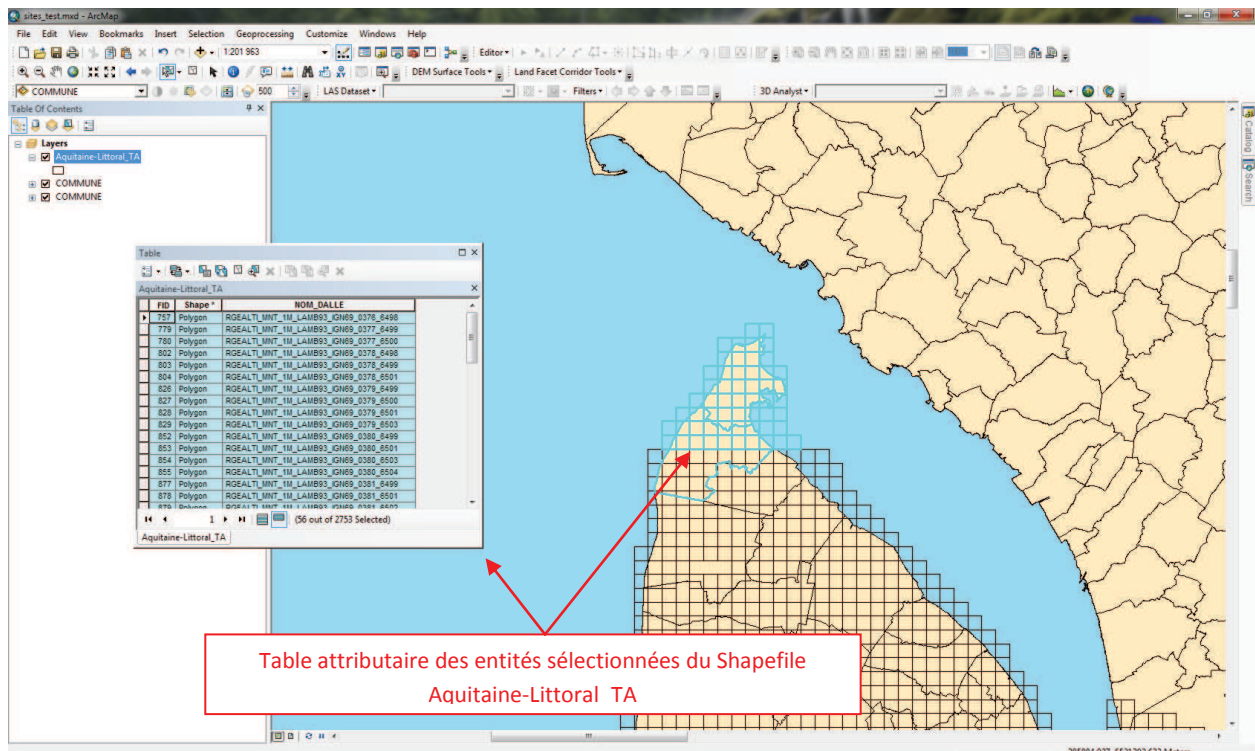 sites_test.mxd - ArcMap
File Edit View Bookmarks Insert Selection Geoprocessing Customize Windows Help
1:201 963
Editor
DEM Surface Tools Land Facet Corridor Tools
COMMUNE 500 LAS Dataset Filters 3D Analyst
Table Of Contents
Layers
Aquitaine-Littoral_TA
COMMUNE
COMMUNE
Catalog
Search
Table
Aquitaine-Littoral_TA
FID Shape * NOM_DALLE
757 Polygon RGEALTI_MNT_1M_LAMB93_IGN69_0376_6498
779 Polygon RGEALTI_MNT_1M_LAMB93_IGN69_0377_6499
780 Polygon RGEALTI_MNT_1M_LAMB93_IGN69_0377_6500
802 Polygon RGEALTI_MNT_1M_LAMB93_IGN69_0378_6498
803 Polygon RGEALTI_MNT_1M_LAMB93_IGN69_0378_6499
804 Polygon RGEALTI_MNT_1M_LAMB93_IGN69_0378_6501
826 Polygon RGEALTI_MNT_1M_LAMB93_IGN69_0379_6499
827 Polygon RGEALTI_MNT_1M_LAMB93_IGN69_0379_6500
828 Polygon RGEALTI_MNT_1M_LAMB93_IGN69_0379_6501
829 Polygon RGEALTI_MNT_1M_LAMB93_IGN69_0379_6503
852 Polygon RGEALTI_MNT_1M_LAMB93_IGN69_0380_6499
853 Polygon RGEALTI_MNT_1M_LAMB93_IGN69_0380_6501
854 Polygon RGEALTI_MNT_1M_LAMB93_IGN69_0380_6503
855 Polygon RGEALTI_MNT_1M_LAMB93_IGN69_0380_6504
877 Polygon RGEALTI_MNT_1M_LAMB93_IGN69_0381_6499
878 Polygon RGEALTI_MNT_1M_LAMB93_IGN69_0381_6501
879 Polygon RGEALTI_MNT_1M_LAMB93_IGN69_0381_6502
1 (56 out of 2753 Selected)
Aquitaine-Littoral_TA
Table attributaire des entités sélectionnées du Shapefile
Aquitaine-Littoral_TA